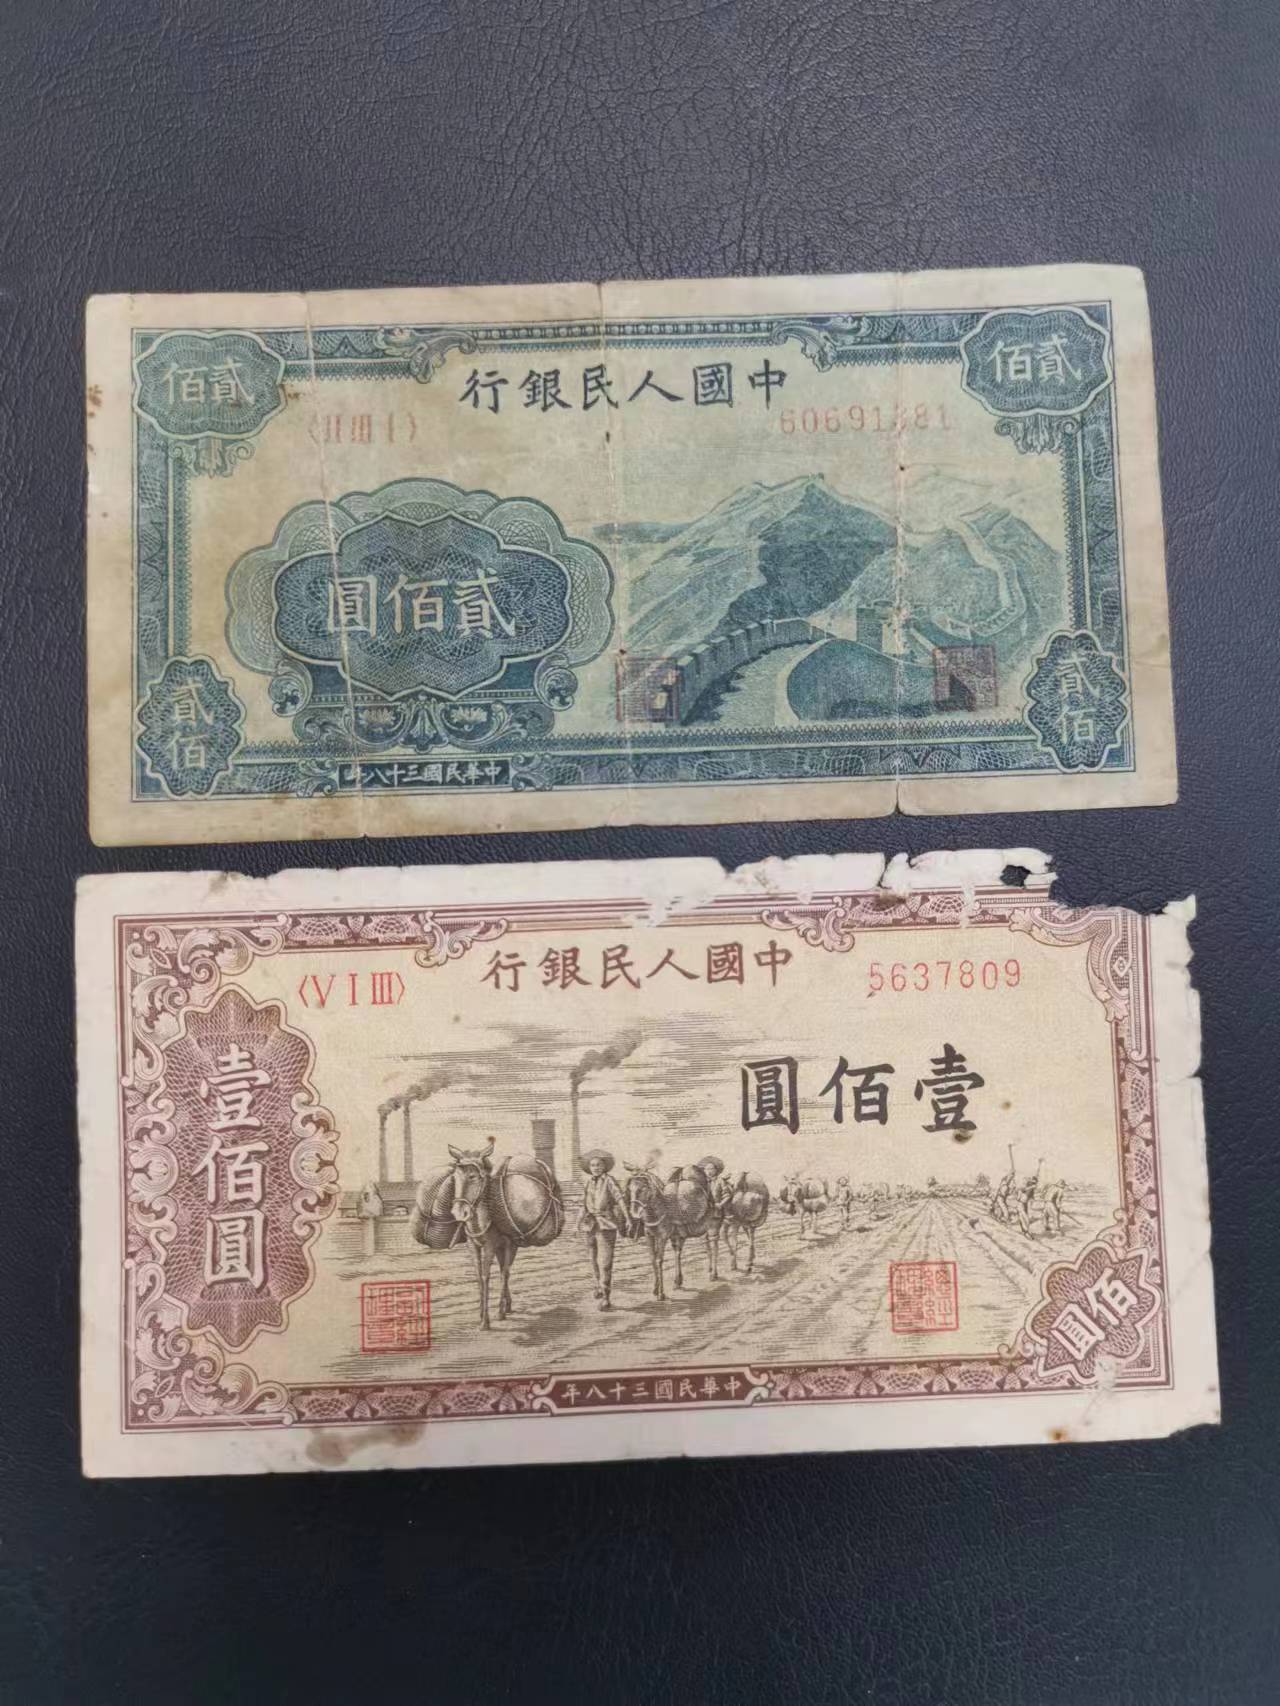 貳佰
中國人民銀行
貳佰
〈I III II〉
圓佰貳
貳佰
貳佰
中華民國三十八年
中國人民銀行
〈V I III〉
5637809
壹佰圓
圓佰壹
佰圓
中華民國三十八年